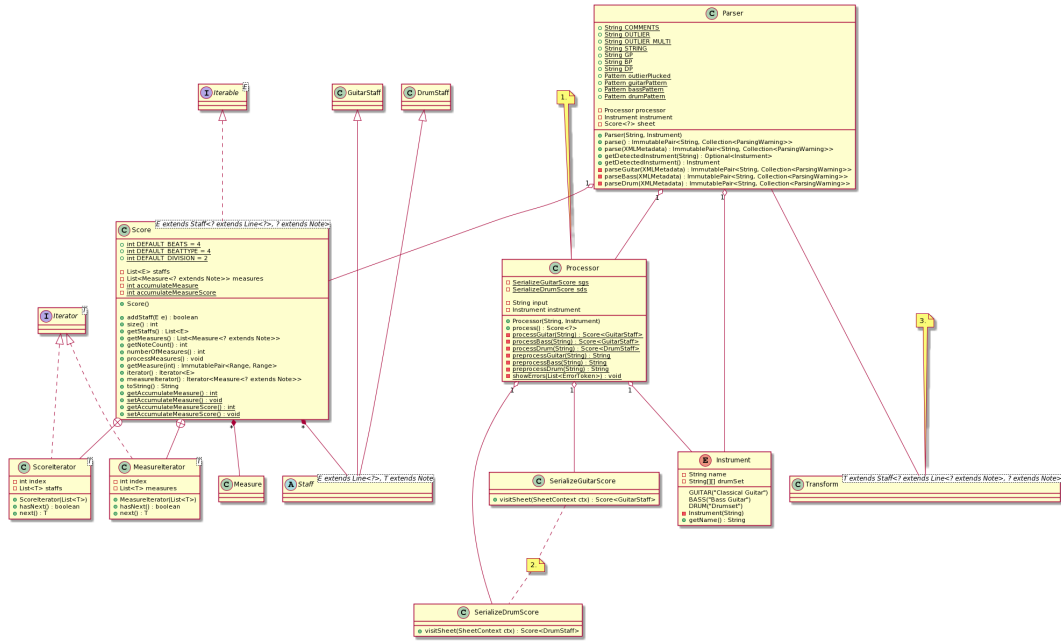 C Parser
String COMMENTS
String OUTLIER
String OUTLIER_MULTI
String STRING
String GP
String BP
String DP
Pattern outlierPlucked
Pattern guitarPattern
Pattern bassPattern
Pattern drumPattern
Processor processor
Instrument instrument
Score<?> sheet
Parser(String, Instrument)
parse() : ImmutablePair<String, Collection<ParsingWarning>>
parse(XMLMetadata) : ImmutablePair<String, Collection<ParsingWarning>>
getDetectedInstrument(String) : Optional<Insturment>
getDetectedInstument() : Instrument
parseGuitar(XMLMetadata) : ImmutablePair<String, Collection<ParsingWarning>>
parseBass(XMLMetadata) : ImmutablePair<String, Collection<ParsingWarning>>
parseDrum(XMLMetadata) : ImmutablePair<String, Collection<ParsingWarning>>
I Iterable E
C GuitarStaff
C DrumStaff
1.
1
1
1
C Score E extends Staff<? extends Line<?>, ? extends Note>
int DEFAULT_BEATS = 4
int DEFAULT_BEATTYPE = 4
int DEFAULT_DIVISION = 2
List<E> staffs
List<Measure<? extends Note>> measures
int accumulateMeasure
int accumulateMeasureScore
Score()
addStaff(E e) : boolean
size() : int
getStaffs() : List<E>
getMeasures() : List<Measure<? extends Note>>
getNoteCount() : int
numberOfMeasures() : int
processMeasures() : void
getMeasure(int) : ImmutablePair<Range, Range>
iterator() : Iterator<E>
measureIterator() : Iterator<Measure<? extends Note>>
toString() : String
getAccumulateMeasure() : int
setAccumulateMeasure() : void
getAccumulateMeasureScore() : int
setAccumulateMeasureScore() : void
C Processor
SerializeGuitarScore sgs
SerializeDrumScore sds
String input
Instrument instrument
Processor(String, Instrument)
process() : Score<?>
processGuitar(String) : Score<GuitarStaff>
processBass(String) : Score<GuitarStaff>
processDrum(String) : Score<DrumStaff>
preprocessGuitar(String) : String
preprocessBass(String) : String
preprocessDrum(String) : String
showErrors(List<ErrorToken>) : void
I Iterator T
3.
*
*
1
1
1
C ScoreIterator T
int index
List<T> staffs
ScoreIterator(List<T>)
hasNext() : boolean
next() : T
C MeasureIterator T
int index
List<T> measures
MeasureIterator(List<T>)
hasNext() : boolean
next() : T
C Measure
A Staff E extends Line<?>, T extends Note
C SerializeGuitarScore
visitSheet(SheetContext ctx) : Score<GuitarStaff>
E Instrument
String name
String[][] drumSet
GUITAR("Classical Guitar")
BASS("Bass Guitar")
DRUM("Drumset")
Instrument(String)
getName() : String
C Transform T extends Staff<? extends Line<? extends Note>, ? extends Note>
2.
C SerializeDrumScore
visitSheet(SheetContext ctx) : Score<DrumStaff>